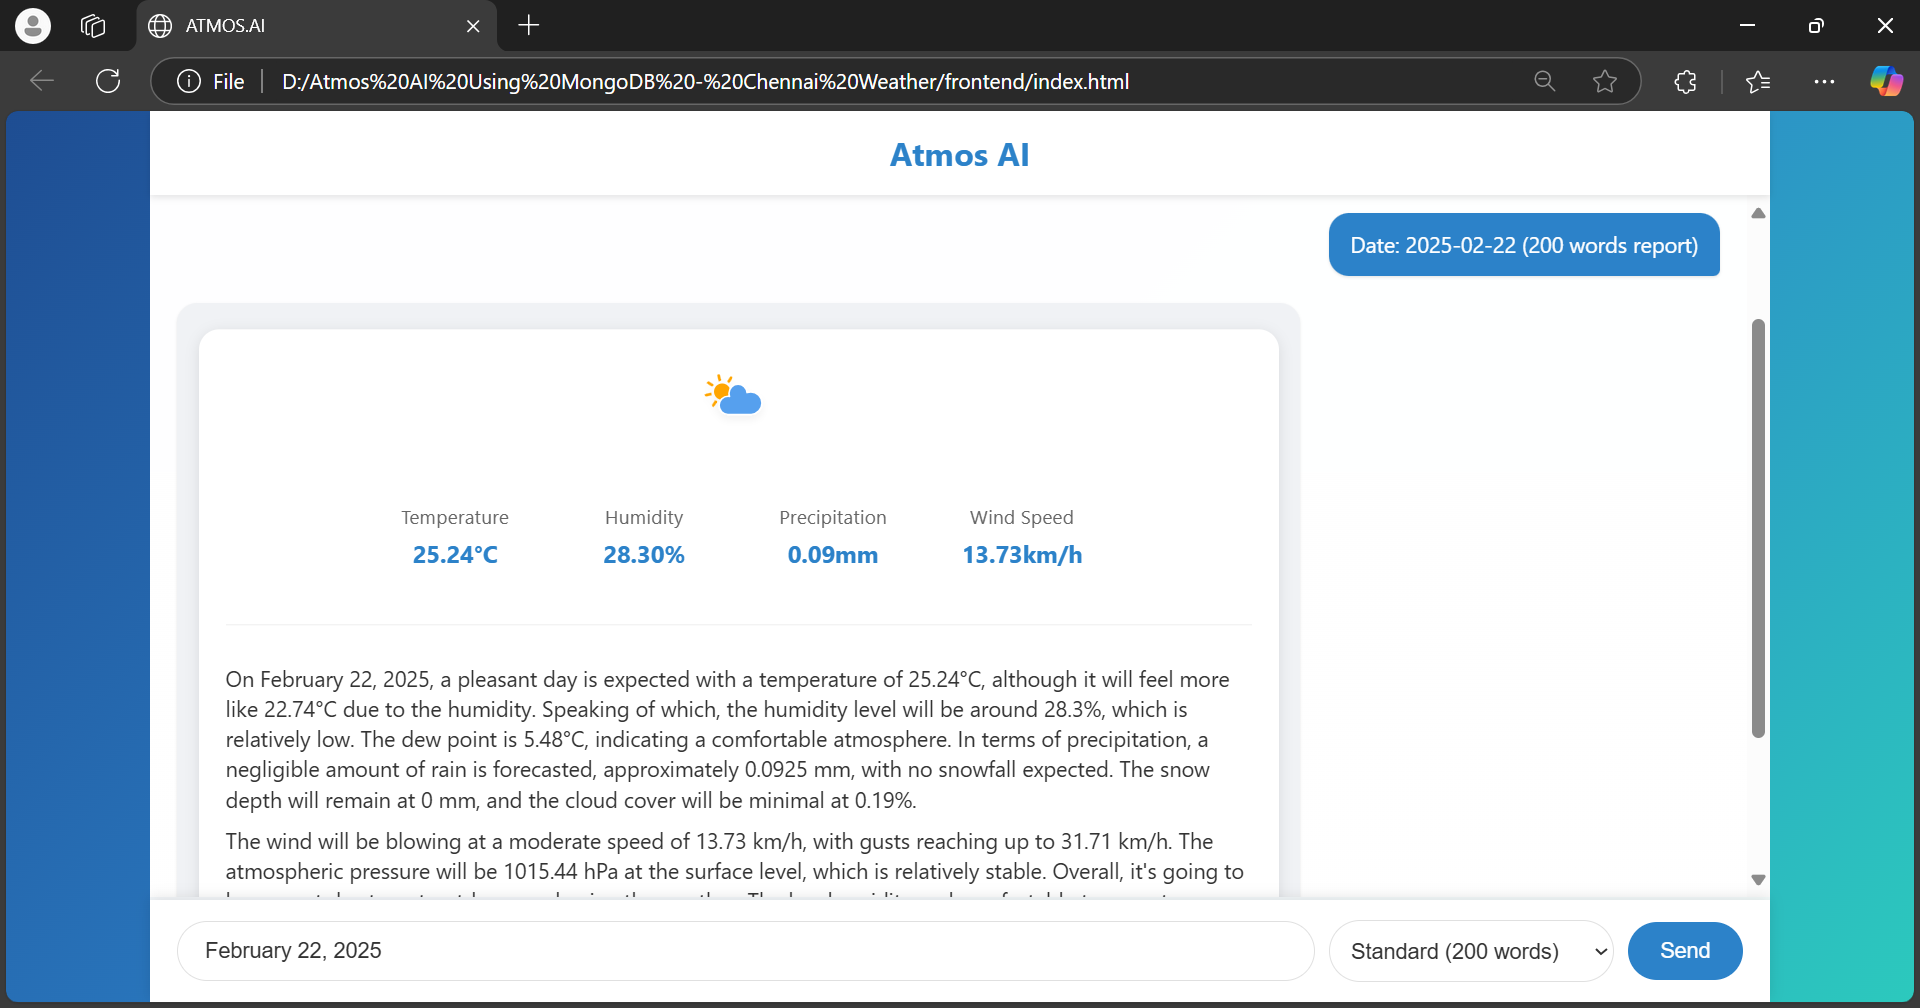 ATMOS.AI
File
D:/Atmos%20AI%20Using%20MongoDB%20-%20Chennai%20Weather/frontend/index.html
Atmos AI
Date: 2025-02-22 (200 words report)
Temperature Humidity Precipitation Wind Speed
25.24°C 28.30% 0.09mm 13.73km/h
On February 22, 2025, a pleasant day is expected with a temperature of 25.24°C, although it will feel more
like 22.74°C due to the humidity. Speaking of which, the humidity level will be around 28.3%, which is
relatively low. The dew point is 5.48°C, indicating a comfortable atmosphere. In terms of precipitation, a
negligible amount of rain is forecasted, approximately 0.0925 mm, with no snowfall expected. The snow
depth will remain at 0 mm, and the cloud cover will be minimal at 0.19%.
The wind will be blowing at a moderate speed of 13.73 km/h, with gusts reaching up to 31.71 km/h. The
atmospheric pressure will be 1015.44 hPa at the surface level, which is relatively stable. Overall, it's going to
February 22, 2025
Standard (200 words)
Send